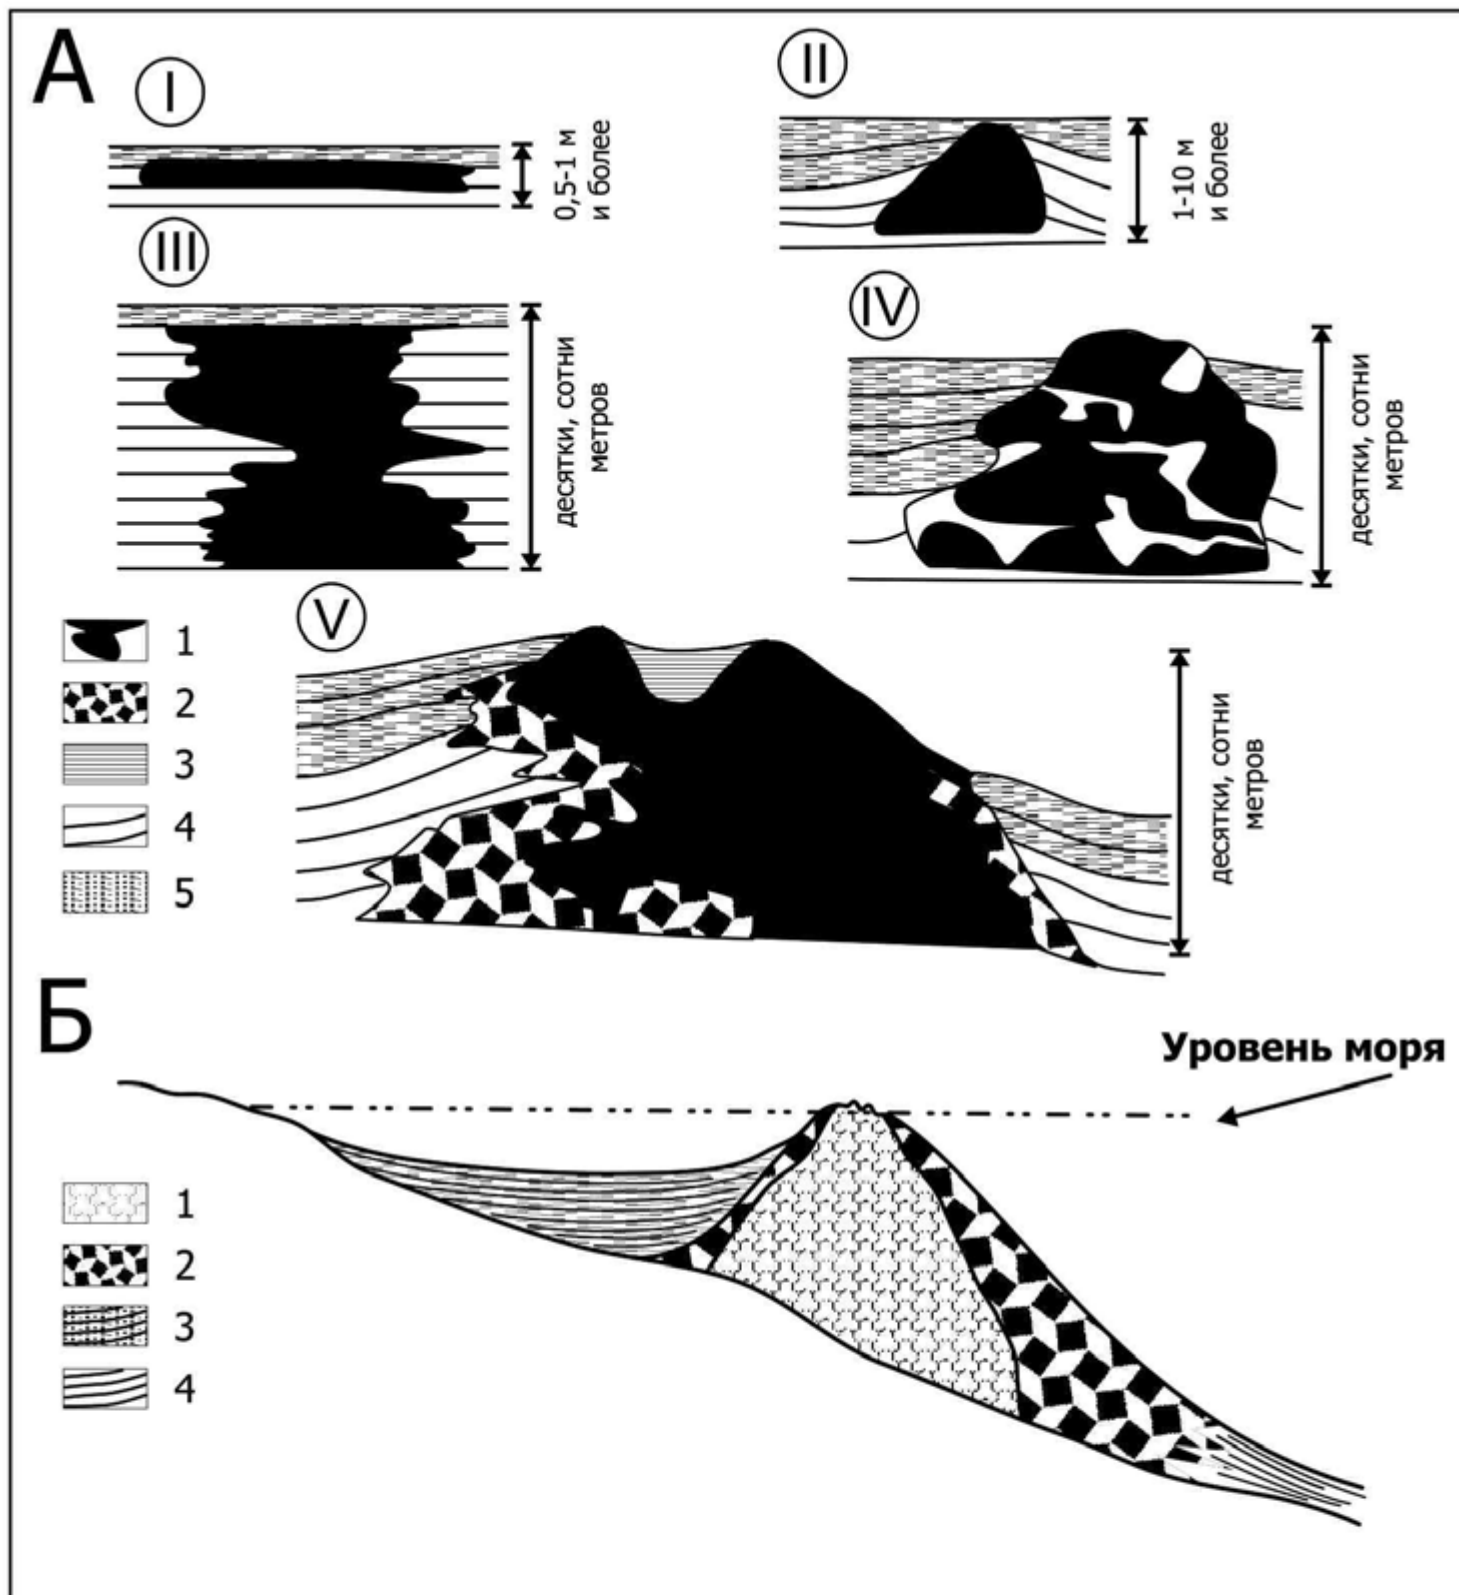 А
I
0,5-1 м
и более
II
1-10 м
и более
III
десятки, сотни
метров
IV
десятки, сотни
метров
V
десятки, сотни
метров
1
2
3
4
5
Б
Уровень моря
1
2
3
4